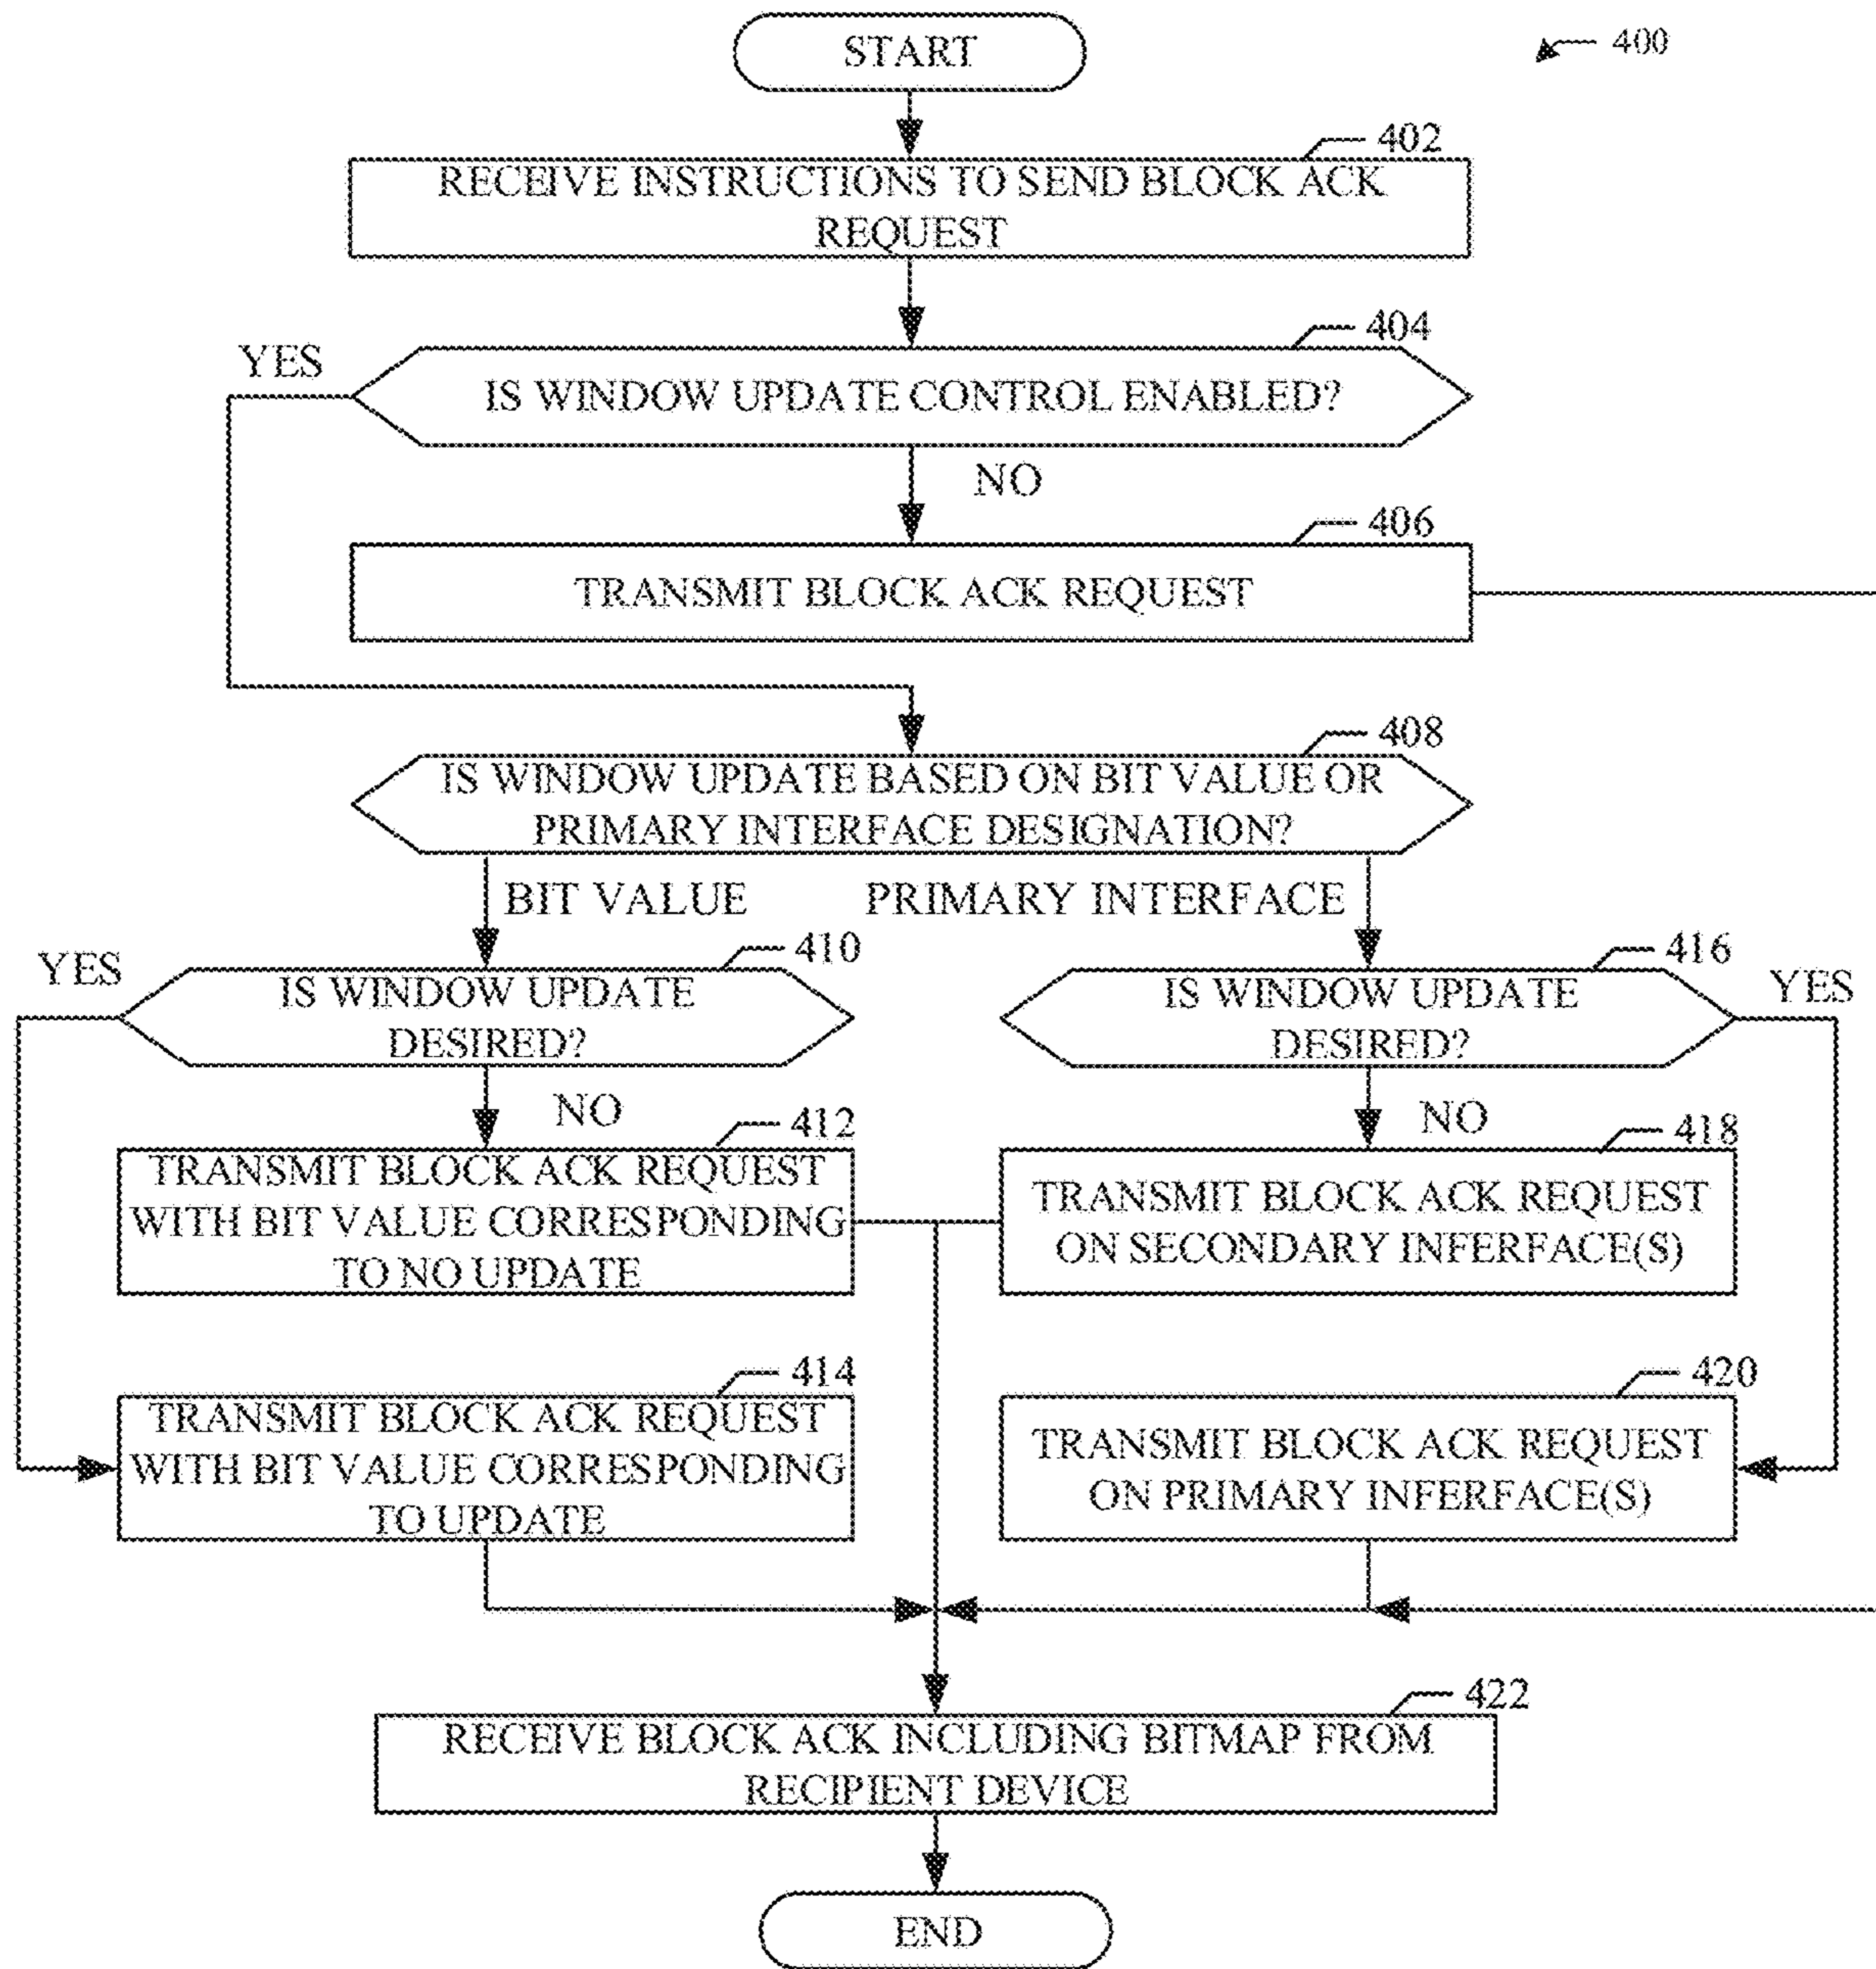 START
400
402
RECEIVE INSTRUCTIONS TO SEND BLOCK ACK
REQUEST
404
YES
IS WINDOW UPDATE CONTROL ENABLED?
NO
406
TRANSMIT BLOCK ACK REQUEST
408
IS WINDOW UPDATE BASED ON BIT VALUE OR
PRIMARY INTERFACE DESIGNATION?
BIT VALUE
PRIMARY INTERFACE
YES
410
IS WINDOW UPDATE
DESIRED?
416
YES
IS WINDOW UPDATE
DESIRED?
NO
412
TRANSMIT BLOCK ACK REQUEST
WITH BIT VALUE CORRESPONDING
TO NO UPDATE
NO
418
TRANSMIT BLOCK ACK REQUEST
ON SECONDARY INFERFACE(S)
414
TRANSMIT BLOCK ACK REQUEST
WITH BIT VALUE CORRESPONDING
TO UPDATE
420
TRANSMIT BLOCK ACK REQUEST
ON PRIMARY INFERFACE(S)
422
RECEIVE BLOCK ACK INCLUDING BITMAP FROM
RECIPIENT DEVICE
END